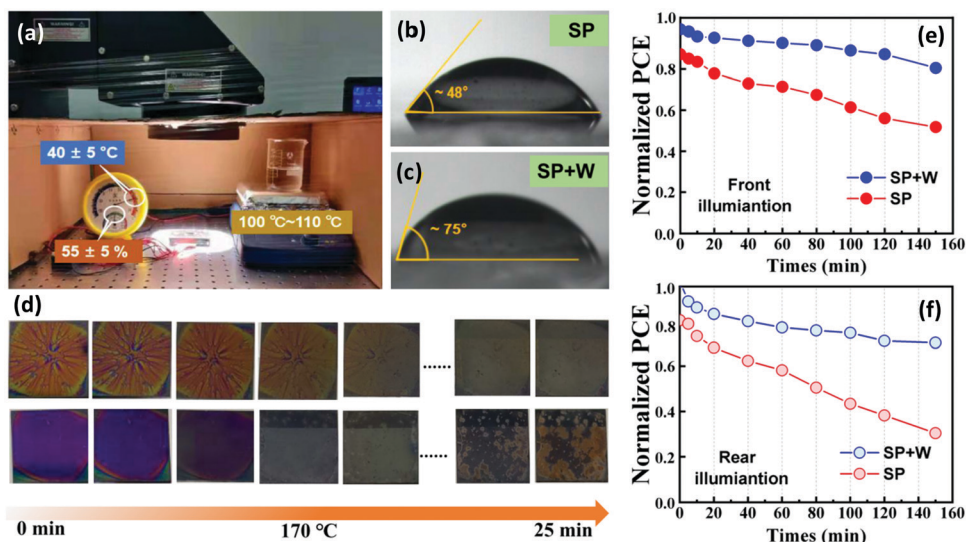 (a)
40 ± 5 °C
55 ± 5 %
100 °C~110 °C
(b)
SP
~ 48°
(c)
SP+W
~ 75°
(d)
0 min
170 °C
25 min
(e)
Normalized PCE
1.0
0.8
0.6
0.4
0.2
0.0
SP+W
SP
Front
illumiantion
0 20 40 60 80 100 120 140 160
Times (min)
(f)
Normalized PCE
1.0
0.8
0.6
0.4
0.2
0.0
SP+W
SP
Rear
illumiantion
0 20 40 60 80 100 120 140 160
Times (min)